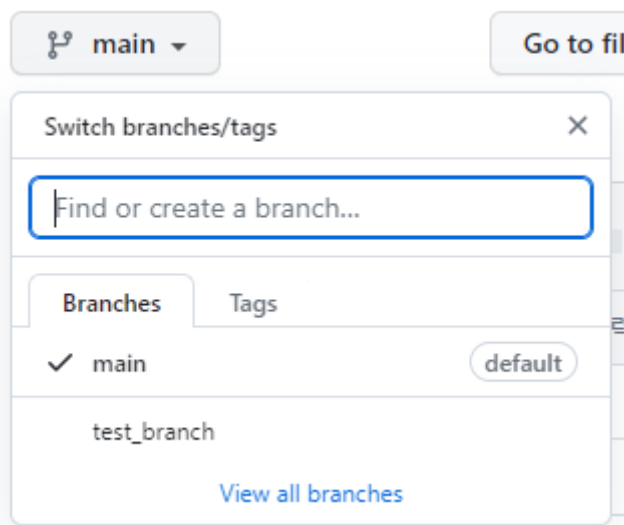 main
Go to fil
Switch branches/tags
Find or create a branch...
Branches
Tags
main
default
test_branch
View all branches